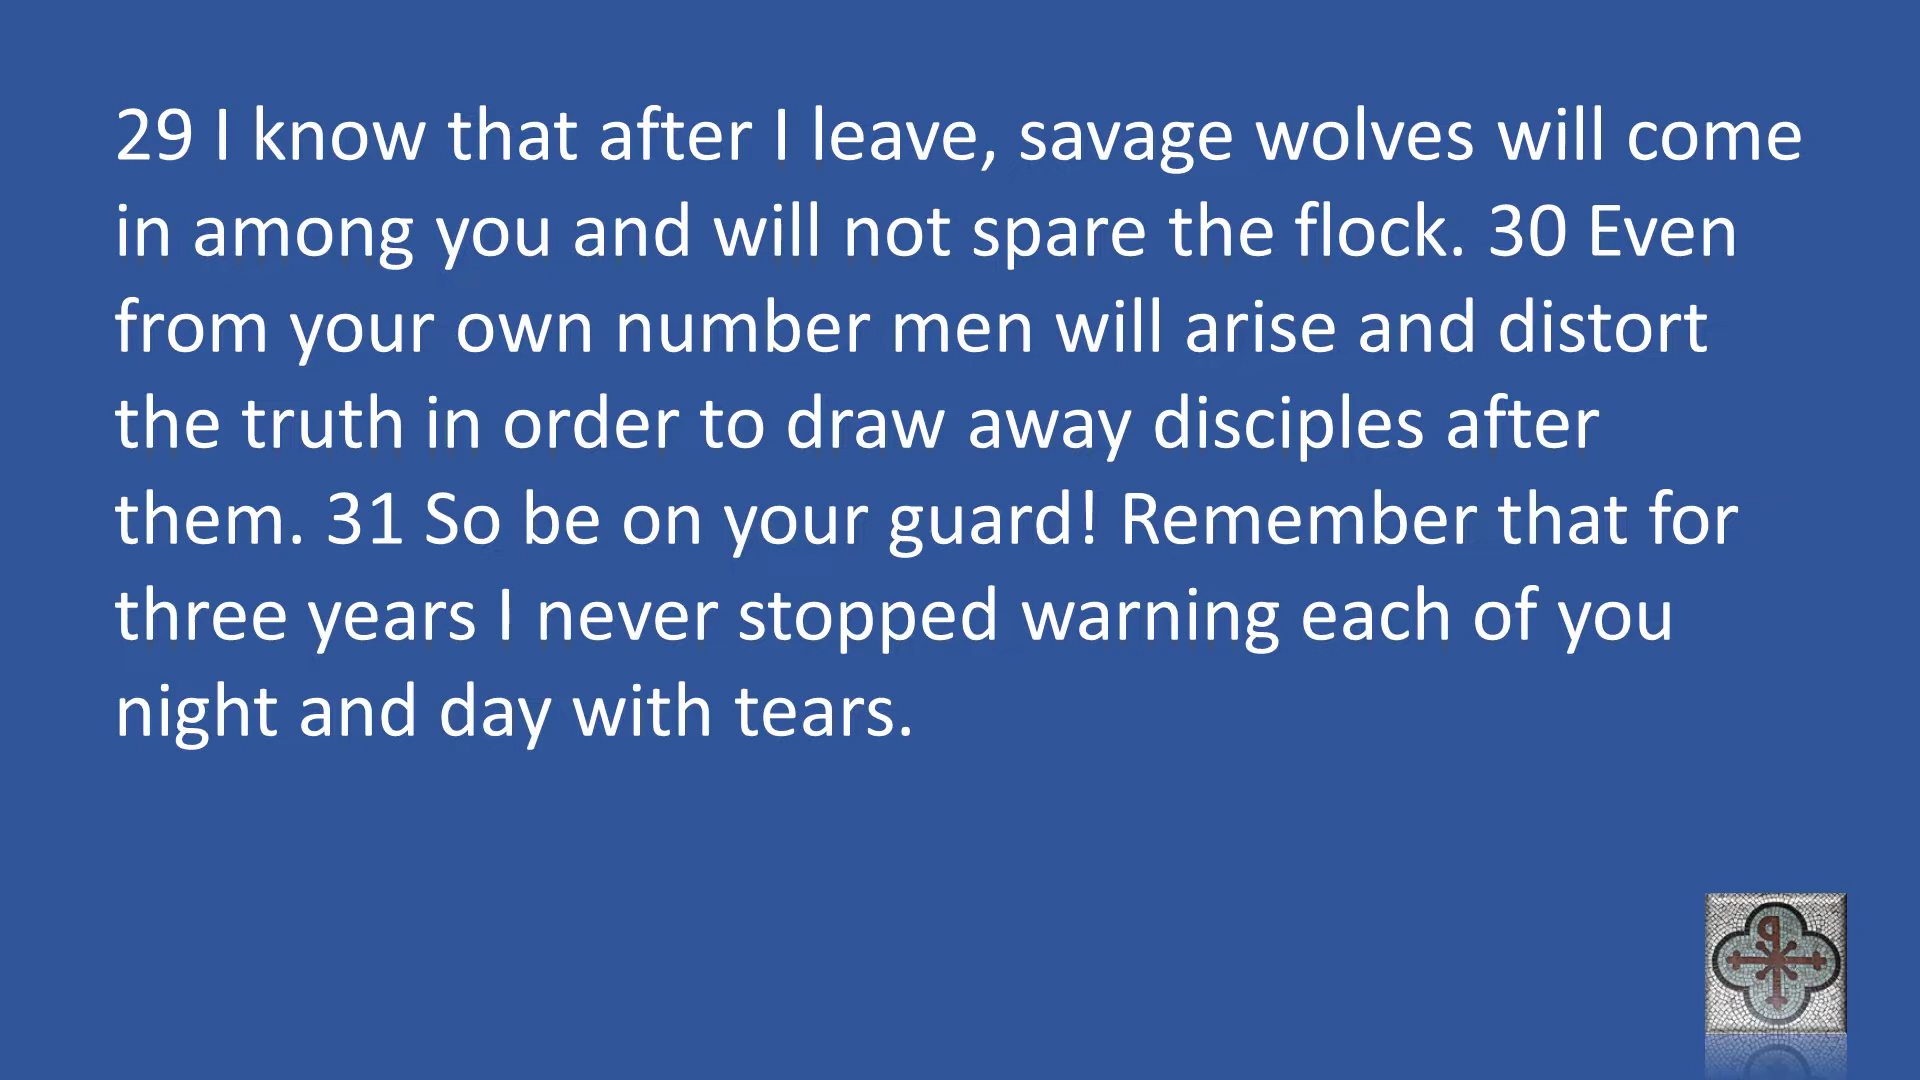 29 I know that after I leave, savage wolves will come
in among you and will not spare the flock. 30 Even
from your own number men will arise and distort
the truth in order to draw away disciples after
them. 31 So be on your guard! Remember that for
three years I never stopped warning each of you
night and day with tears.